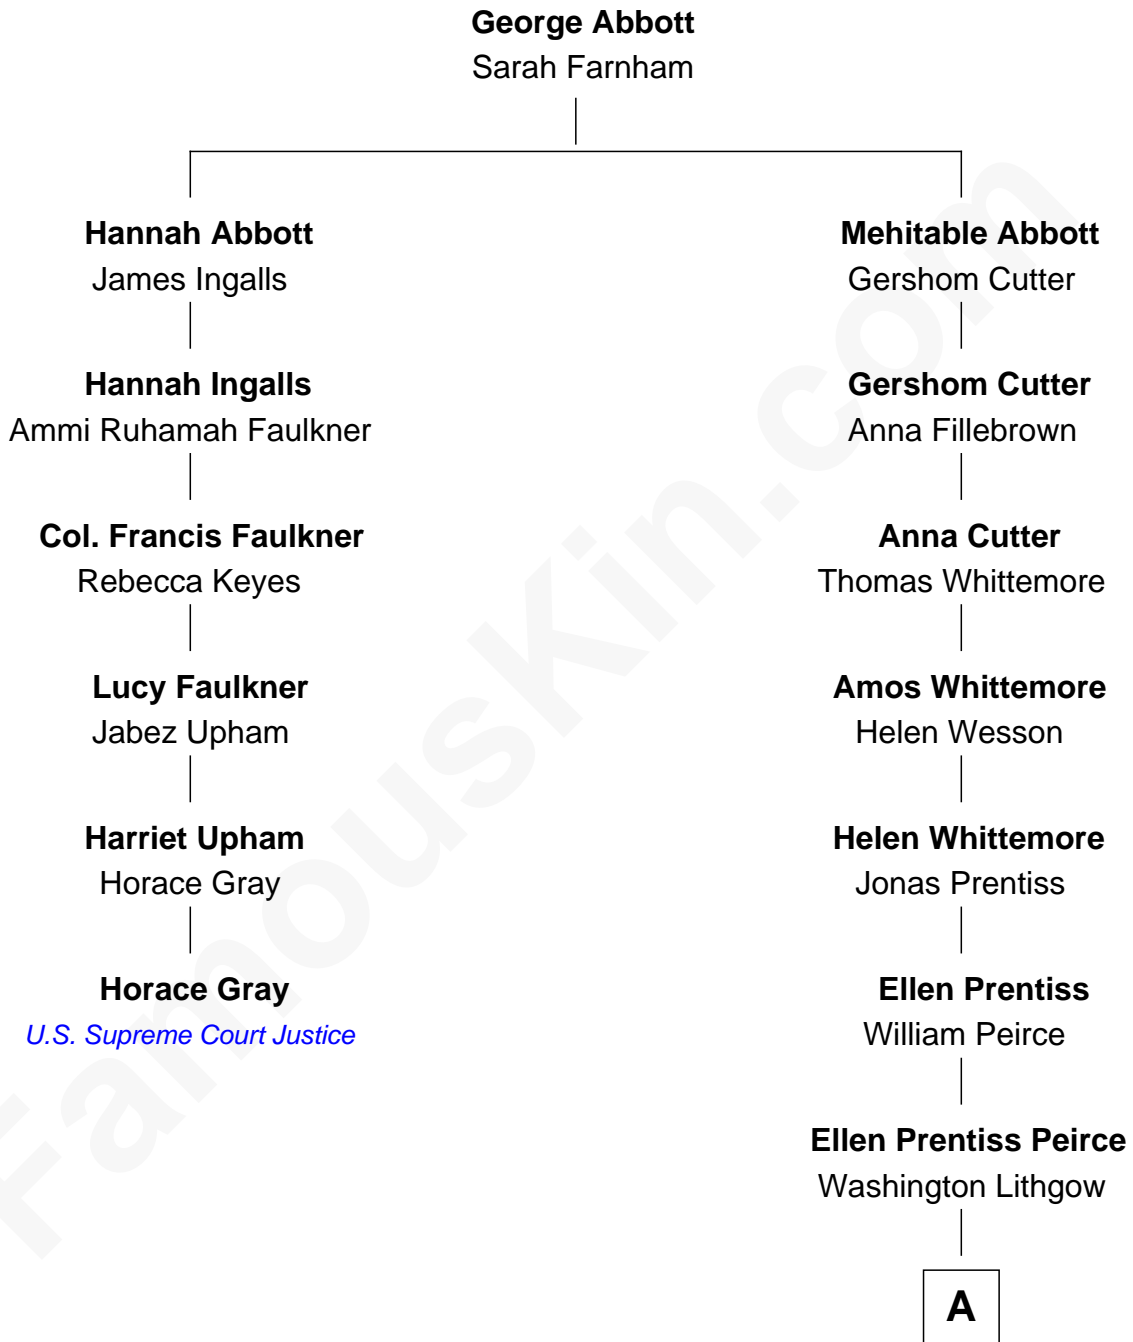 George Abbott
Sarah Farnham
Hannah Abbott
James Ingalls
Mehitable Abbott
Gershom Cutter
Hannah Ingalls
Ammi Ruhamah Faulkner
Gershom Cutter
Anna Fillebrown
Col. Francis Faulkner
Rebecca Keyes
Anna Cutter
Thomas Whittemore
Lucy Faulkner
Jabez Upham
Amos Whittemore
Helen Wesson
Harriet Upham
Horace Gray
Helen Whittemore
Jonas Prentiss
Horace Gray
U.S. Supreme Court Justice
Ellen Prentiss
William Peirce
Ellen Prentiss Peirce
Washington Lithgow
A
FamousKin.com